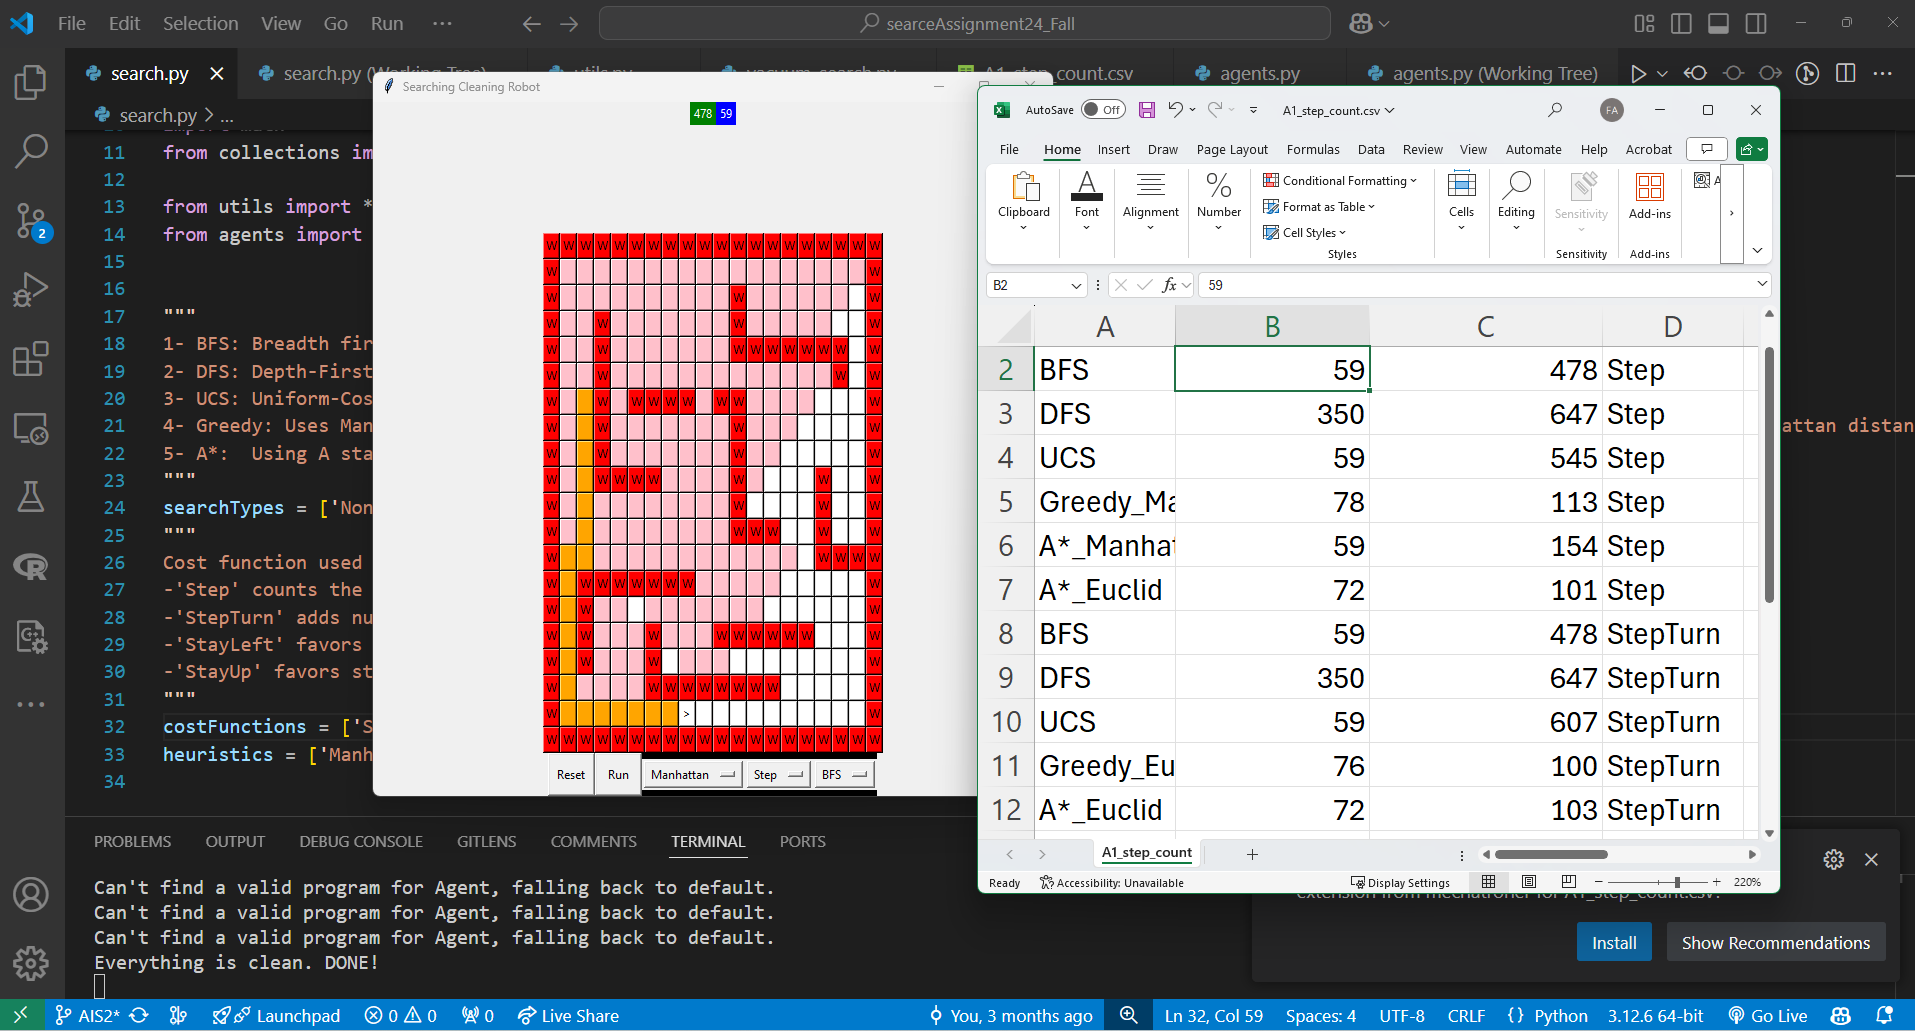 File Edit Selection View Go Run ··· searceAssignment24_Fall
search.py search.py (Working Tree) utils.py vacuum_search.py A1_step_count.csv agents.py agents.py (Working Tree)
search.py > ...
11 from collections im
12
13 from utils import *
14 from agents import
15
16
17 """
18 1- BFS: Breadth fir
19 2- DFS: Depth-First
20 3- UCS: Uniform-Cos
21 4- Greedy: Uses Man
attan distan
22 5- A*: Using A sta
23 """
24 searchTypes = ['Non
25 """
26 Cost function used
27 -'Step' counts the
28 -'StepTurn' adds nu
29 -'StayLeft' favors
30 -'StayUp' favors st
31 """
32 costFunctions = ['S
33 heuristics = ['Manh
34
2
Searching Cleaning Robot
478 59
W W W W W W W W W W W W W W W W W W W W
W W
W W W
W W W W
W W W W W W W W W W
W W W W
W W W W W W W W W
W W W W
W W W W
W W W W W W W W
W W W W
W W W W W W
W W W W
W W W W W W W W W
W W W
W W W W W W W W W W
W W W W
W W W W W W W W W W
W > W
W W W W W W W W W W W W W W W W W W W W
Reset Run Manhattan Step BFS
AutoSave Off A1_step_count.csv FA
File Home Insert Draw Page Layout Formulas Data Review View Automate Help Acrobat
Clipboard Font Alignment Number Conditional Formatting Format as Table Cell Styles Styles Cells Editing Sensitivity Sensitivity Add-ins Add-ins A
B2 fx 59
A B C D
2 BFS 59 478 Step
3 DFS 350 647 Step
4 UCS 59 545 Step
5 Greedy_Ma 78 113 Step
6 A*_Manhat 59 154 Step
7 A*_Euclid 72 101 Step
8 BFS 59 478 StepTurn
9 DFS 350 647 StepTurn
10 UCS 59 607 StepTurn
11 Greedy_Eu 76 100 StepTurn
12 A*_Euclid 72 103 StepTurn
A1_step_count
Ready Accessibility: Unavailable Display Settings 220%
PROBLEMS OUTPUT DEBUG CONSOLE GITLENS COMMENTS TERMINAL PORTS
Can't find a valid program for Agent, falling back to default.
Can't find a valid program for Agent, falling back to default.
Can't find a valid program for Agent, falling back to default.
Everything is clean. DONE!
extension from mechatroner for A1_step_count.csv?
Install Show Recommendations
AIS2* Launchpad 0 0 0 Live Share You, 3 months ago Ln 32, Col 59 Spaces: 4 UTF-8 CRLF {} Python 3.12.6 64-bit Go Live